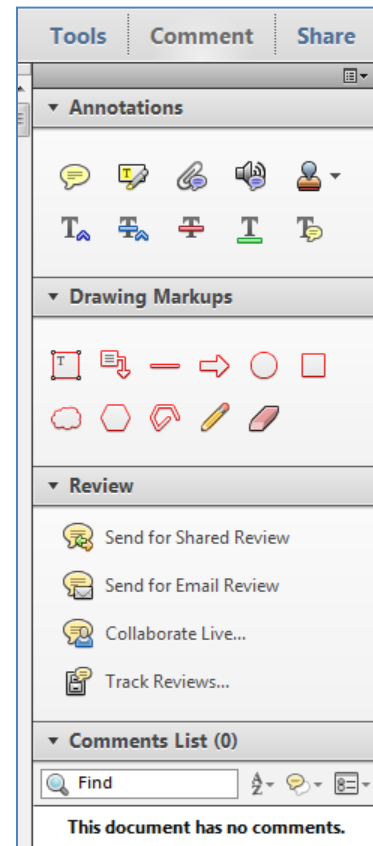 Tools Comment Share
Annotations
Drawing Markups
Review
Send for Shared Review
Send for Email Review
Collaborate Live...
Track Reviews...
Comments List (0)
Find
This document has no comments.